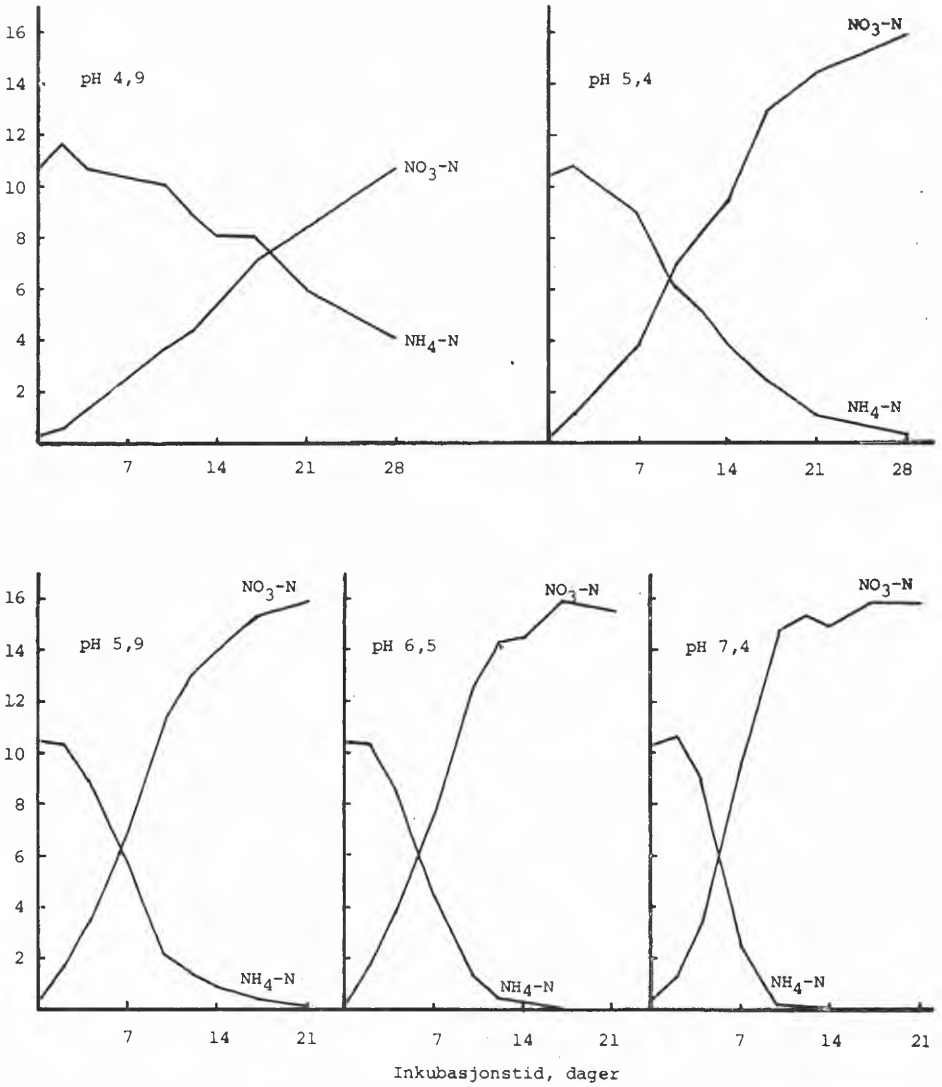 16
14
12
10
8
6
4
2
pH 4,9
NO3-N
NH4-N
7 14 21 28
pH 5,4
NO3-N
NH4-N
7 14 21 28
16
14
12
10
8
6
4
2
pH 5,9
NO3-N
NH4-N
7 14 21
pH 6,5
NO3-N
NH4-N
7 14 21
pH 7,4
NO3-N
NH4-N
7 14 21
Inkubasjonstid, dager